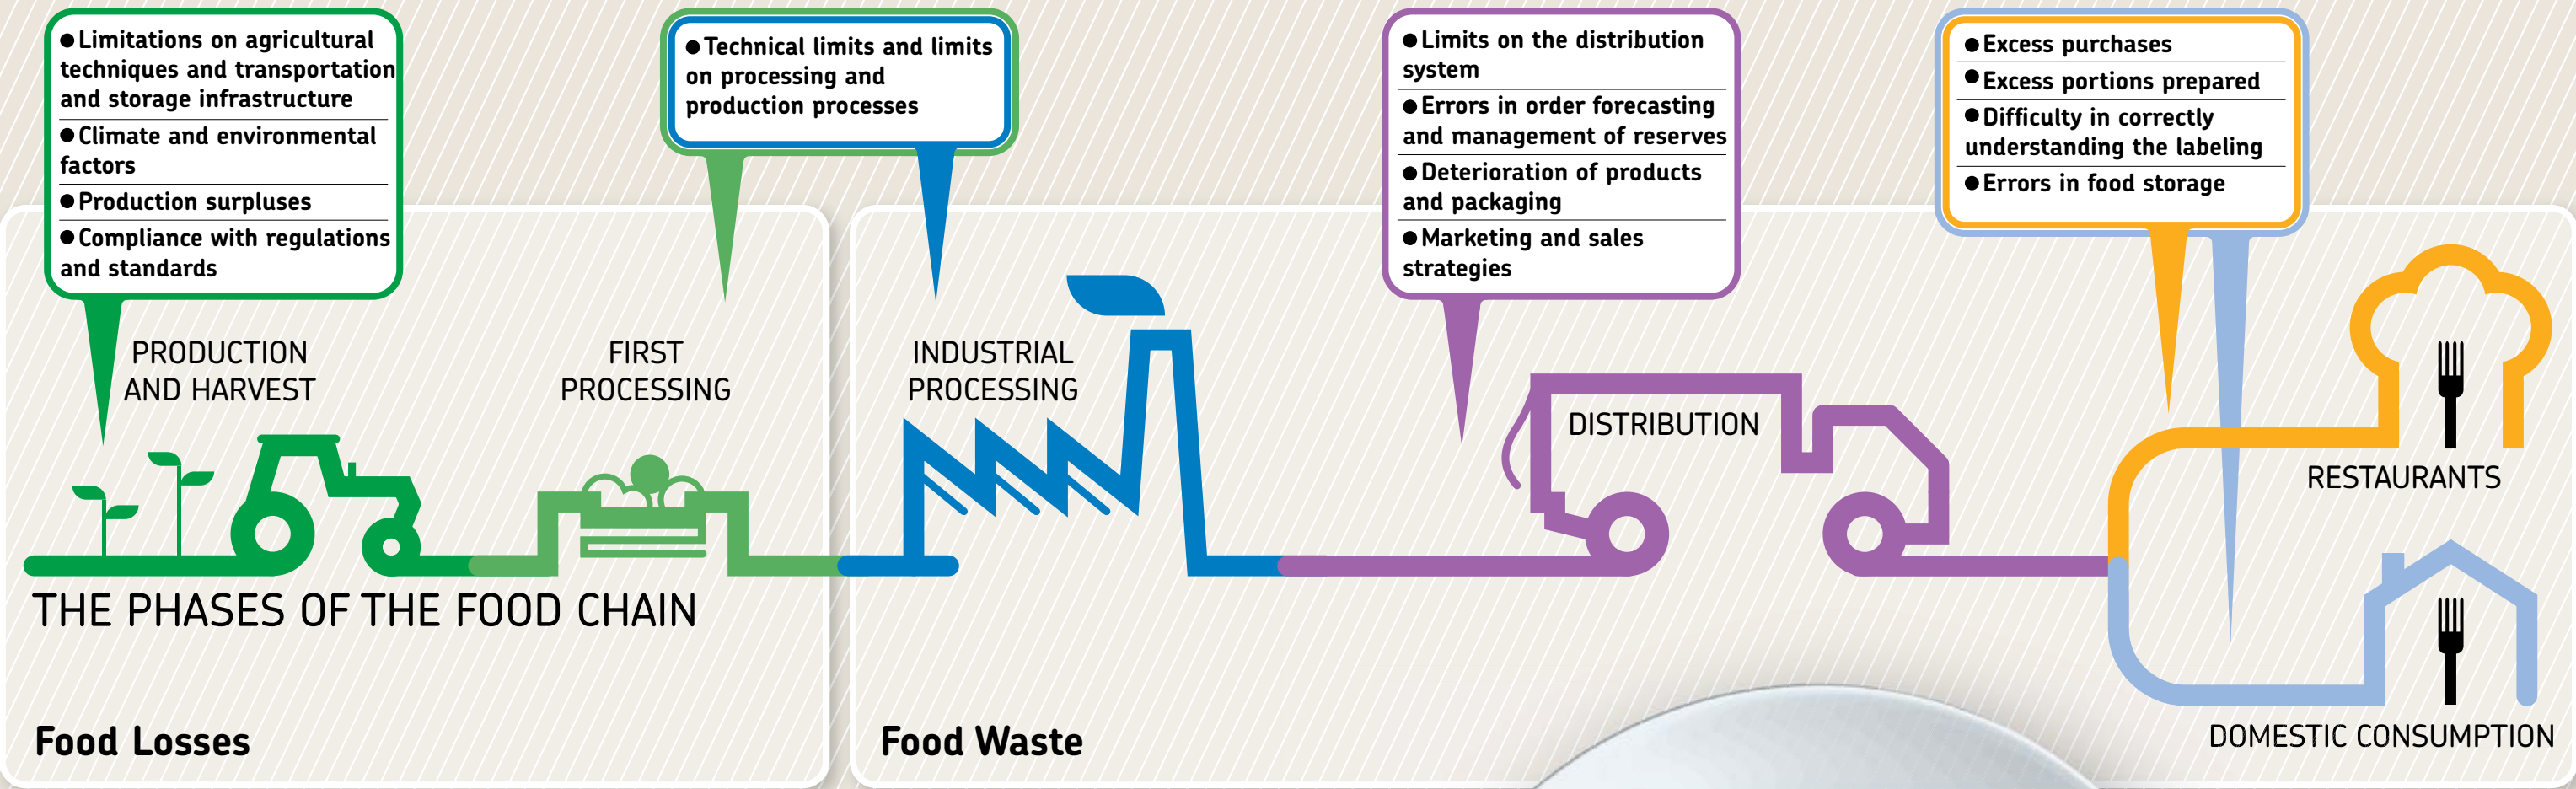 ● Limitations on agricultural
techniques and transportation
and storage infrastructure
● Climate and environmental
factors
● Production surpluses
● Compliance with regulations
and standards
● Technical limits and limits
on processing and
production processes
● Limits on the distribution
system
● Errors in order forecasting
and management of reserves
● Deterioration of products
and packaging
● Marketing and sales
strategies
● Excess purchases
● Excess portions prepared
● Difficulty in correctly
understanding the labeling
● Errors in food storage
PRODUCTION
AND HARVEST
FIRST
PROCESSING
INDUSTRIAL
PROCESSING
DISTRIBUTION
RESTAURANTS
DOMESTIC CONSUMPTION
THE PHASES OF THE FOOD CHAIN
Food Losses
Food Waste